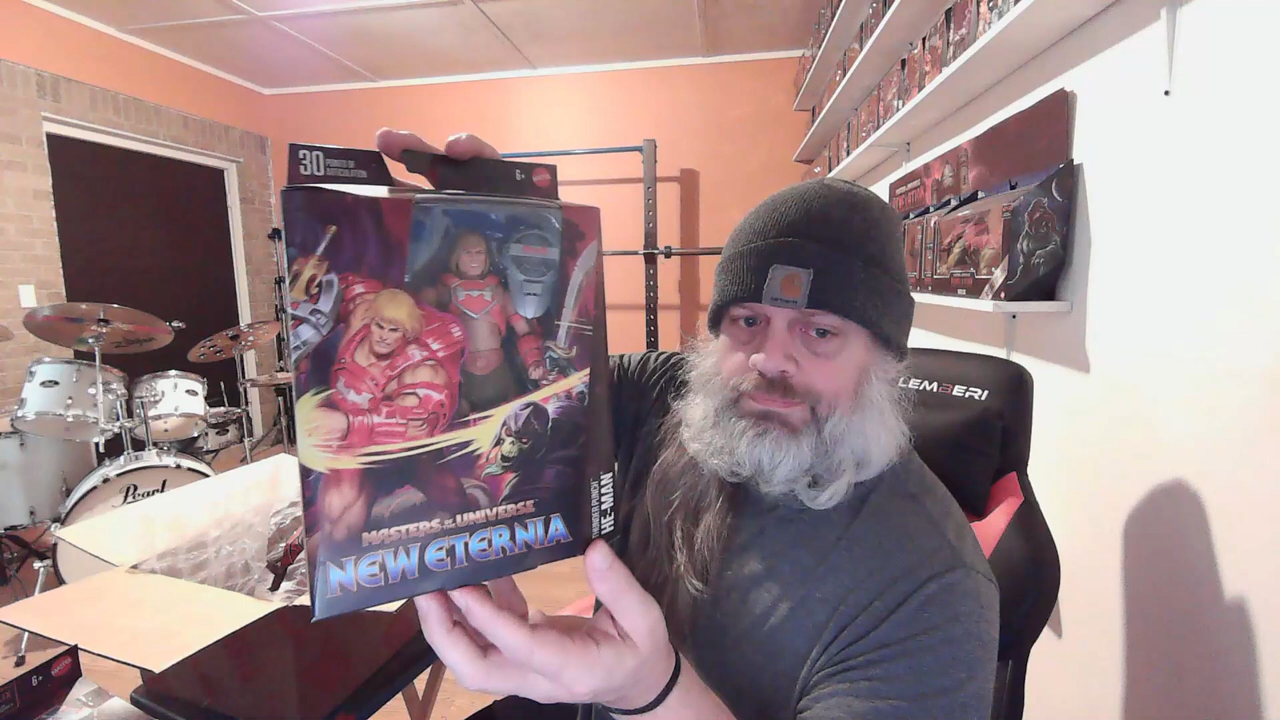 30 POINTS OF
ARTICULATION
6+
MASTERS OF THE UNIVERSE
NEW ETERNIA
THUNDER PUNCH
HE-MAN
Zildjian
Pearl
carhartt
LEMBERI
6+